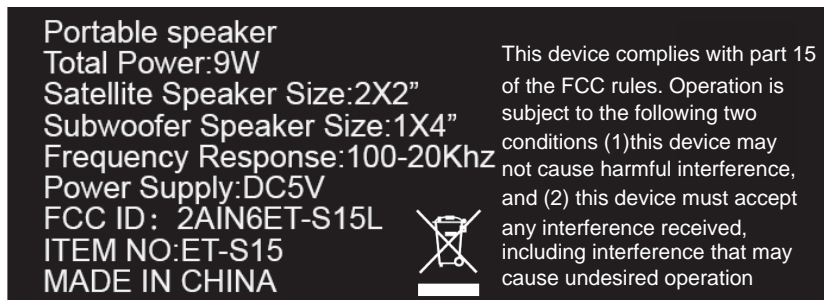 Portable speaker
Total Power:9W
Satellite Speaker Size:2X2”
Subwoofer Speaker Size:1X4”
Frequency Response:100-20Khz
Power Supply:DC5V
FCC ID：2AIN6ET-S15L
ITEM NO:ET-S15
MADE IN CHINA
This device complies with part 15
of the FCC rules. Operation is
subject to the following two
conditions (1)this device may
not cause harmful interference,
and (2) this device must accept
any interference received,
including interference that may
cause undesired operation